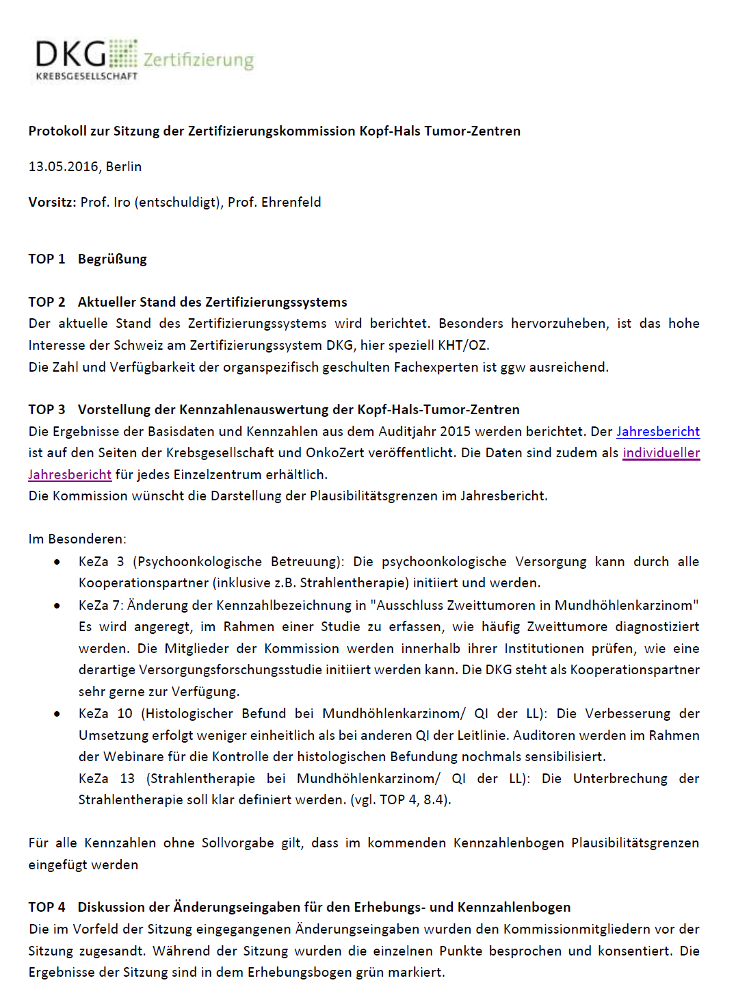 DKG Zertifizierung
KREBSGESELLSCHAFT
Protokoll zur Sitzung der Zertifizierungskommission Kopf-Hals Tumor-Zentren
13.05.2016, Berlin
Vorsitz: Prof. Iro (entschuldigt), Prof. Ehrenfeld
TOP 1 Begrüßung
TOP 2 Aktueller Stand des Zertifizierungssystems
Der aktuelle Stand des Zertifizierungssystems wird berichtet. Besonders hervorzuheben, ist das hohe
Interesse der Schweiz am Zertifizierungssystem DKG, hier speziell KHT/OZ.
Die Zahl und Verfügbarkeit der organspezifisch geschulten Fachexperten ist ggw ausreichend.
TOP 3 Vorstellung der Kennzahlenauswertung der Kopf-Hals-Tumor-Zentren
Die Ergebnisse der Basisdaten und Kennzahlen aus dem Auditjahr 2015 werden berichtet. Der Jahresbericht
ist auf den Seiten der Krebsgesellschaft und OnkoZert veröffentlicht. Die Daten sind zudem als individueller
Jahresbericht für jedes Einzelzentrum erhältlich.
Die Kommission wünscht die Darstellung der Plausibilitätsgrenzen im Jahresbericht.
Im Besonderen:
• KeZa 3 (Psychoonkologische Betreuung): Die psychoonkologische Versorgung kann durch alle
Kooperationspartner (inklusive z.B. Strahlentherapie) initiiert und werden.
• KeZa 7: Änderung der Kennzahlbezeichnung in "Ausschluss Zweittumoren in Mundhöhlenkarzinom"
Es wird angeregt, im Rahmen einer Studie zu erfassen, wie häufig Zweittumore diagnostiziert
werden. Die Mitglieder der Kommission werden innerhalb ihrer Institutionen prüfen, wie eine
derartige Versorgungsforschungsstudie initiiert werden kann. Die DKG steht als Kooperationspartner
sehr gerne zur Verfügung.
• KeZa 10 (Histologischer Befund bei Mundhöhlenkarzinom/ QI der LL): Die Verbesserung der
Umsetzung erfolgt weniger einheitlich als bei anderen QI der Leitlinie. Auditoren werden im Rahmen
der Webinare für die Kontrolle der histologischen Befundung nochmals sensibilisiert.
KeZa 13 (Strahlentherapie bei Mundhöhlenkarzinom/ QI der LL): Die Unterbrechung der
Strahlentherapie soll klar definiert werden. (vgl. TOP 4, 8.4).
Für alle Kennzahlen ohne Sollvorgabe gilt, dass im kommenden Kennzahlenbogen Plausibilitätsgrenzen
eingefügt werden
TOP 4 Diskussion der Änderungseingaben für den Erhebungs- und Kennzahlenbogen
Die im Vorfeld der Sitzung eingegangenen Änderungseingaben wurden den Kommissionmitgliedern vor der
Sitzung zugesandt. Während der Sitzung wurden die einzelnen Punkte besprochen und konsentiert. Die
Ergebnisse der Sitzung sind in dem Erhebungsbogen grün markiert.